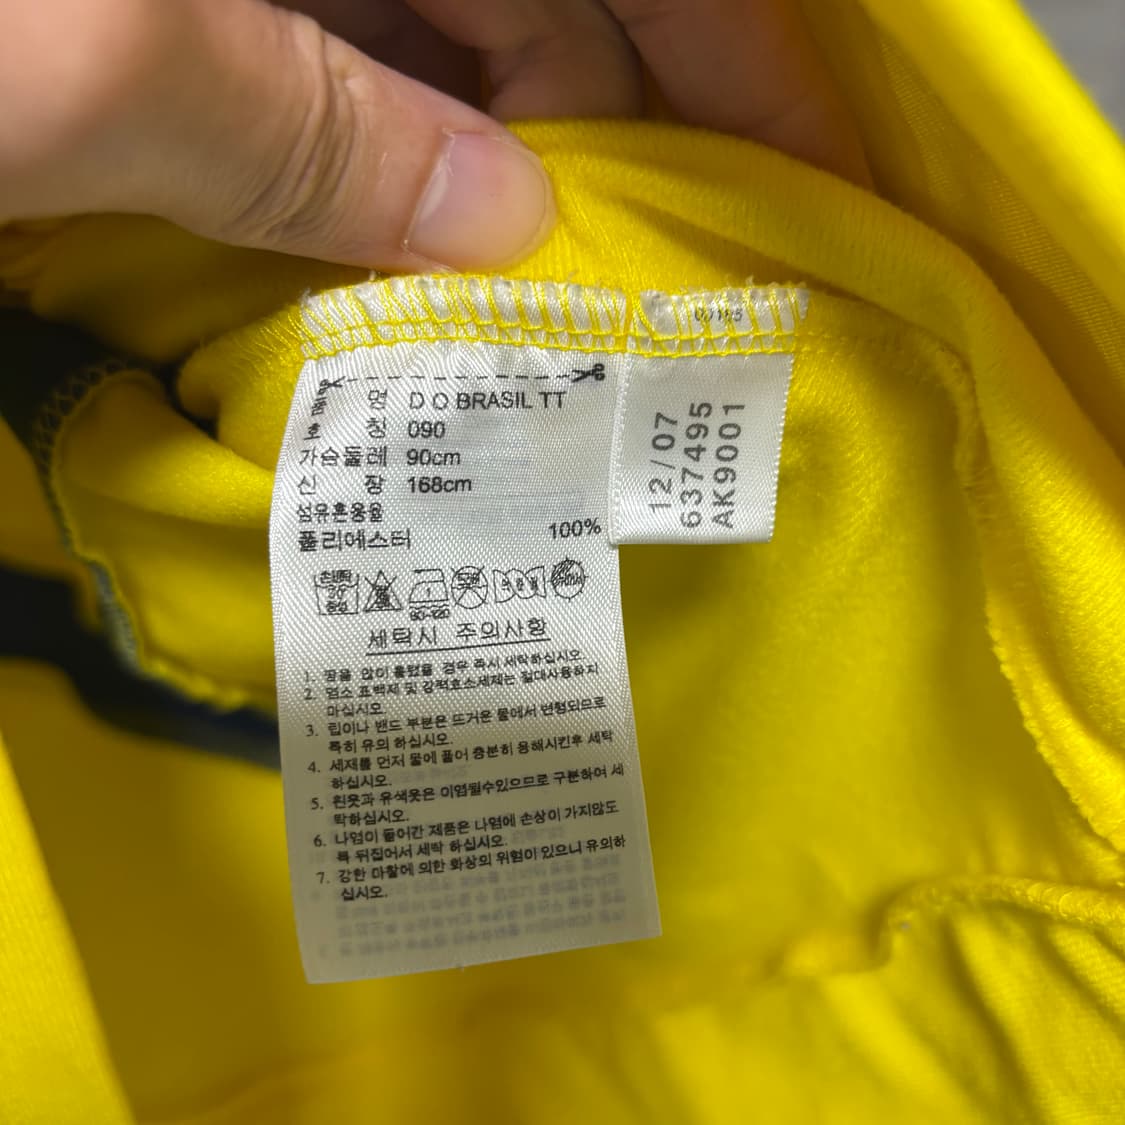 품 명 D O BRASIL TT
호 칭 090
가슴둘레 90cm
신 장 168cm
섬유혼용율
폴리에스터 100%
80-120
세탁시 주의사항
1. 땀을 많이 흘렸을 경우 즉시 세탁하십시오.
2. 염소 표백제 및 강력효소세제는 절대사용하지
마십시오.
3. 립이나 밴드 부분은 뜨거운 물에서 변형되므로
특히 유의 하십시오.
4. 세재를 먼저 물에 풀어 충분히 용해시킨후 세탁
하십시오.
5. 흰옷과 유색옷은 이염될수있으므로 구분하여 세
탁하십시오.
6. 나염이 들어간 제품은 나염에 손상이 가지않도
록 뒤집어서 세탁 하십시오.
7. 강한 마찰에 의한 화상의 위험이 있으니 유의하
십시오.
12/07
637495
AK9001